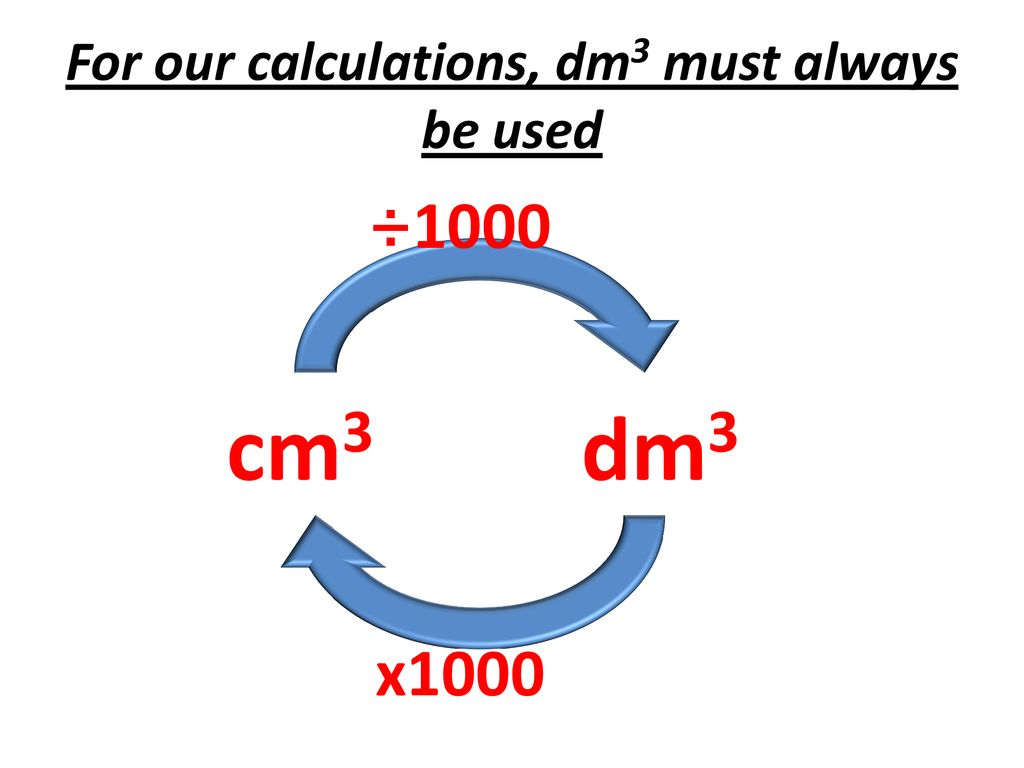 For our calculations, dm³ must always
be used
÷1000
cm³ dm³
x1000